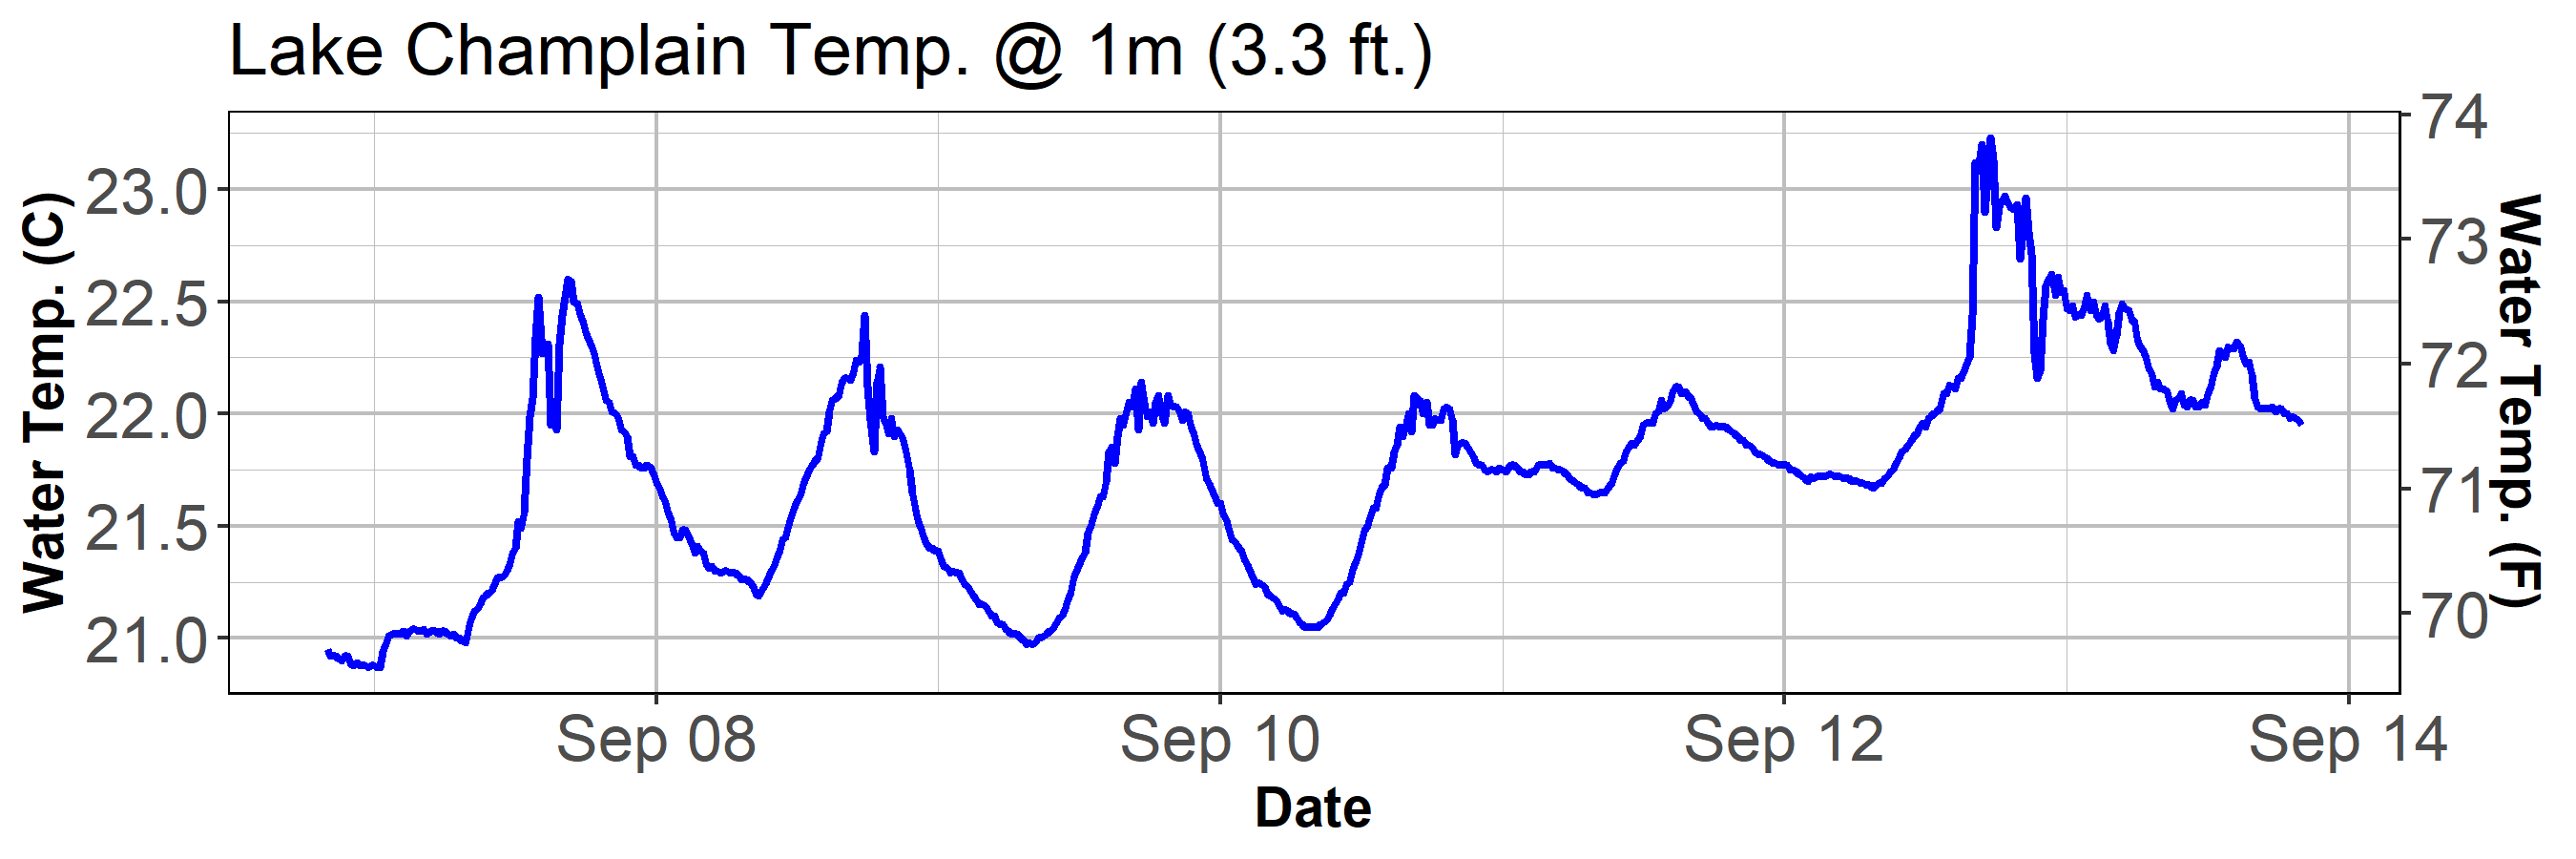 Lake Champlain Temp. @ 1m (3.3 ft.)
Water Temp. (C)
23.0
22.5
22.0
21.5
21.0
74
73
72
71
70
Water Temp. (F)
Sep 08 Sep 10 Sep 12 Sep 14
Date